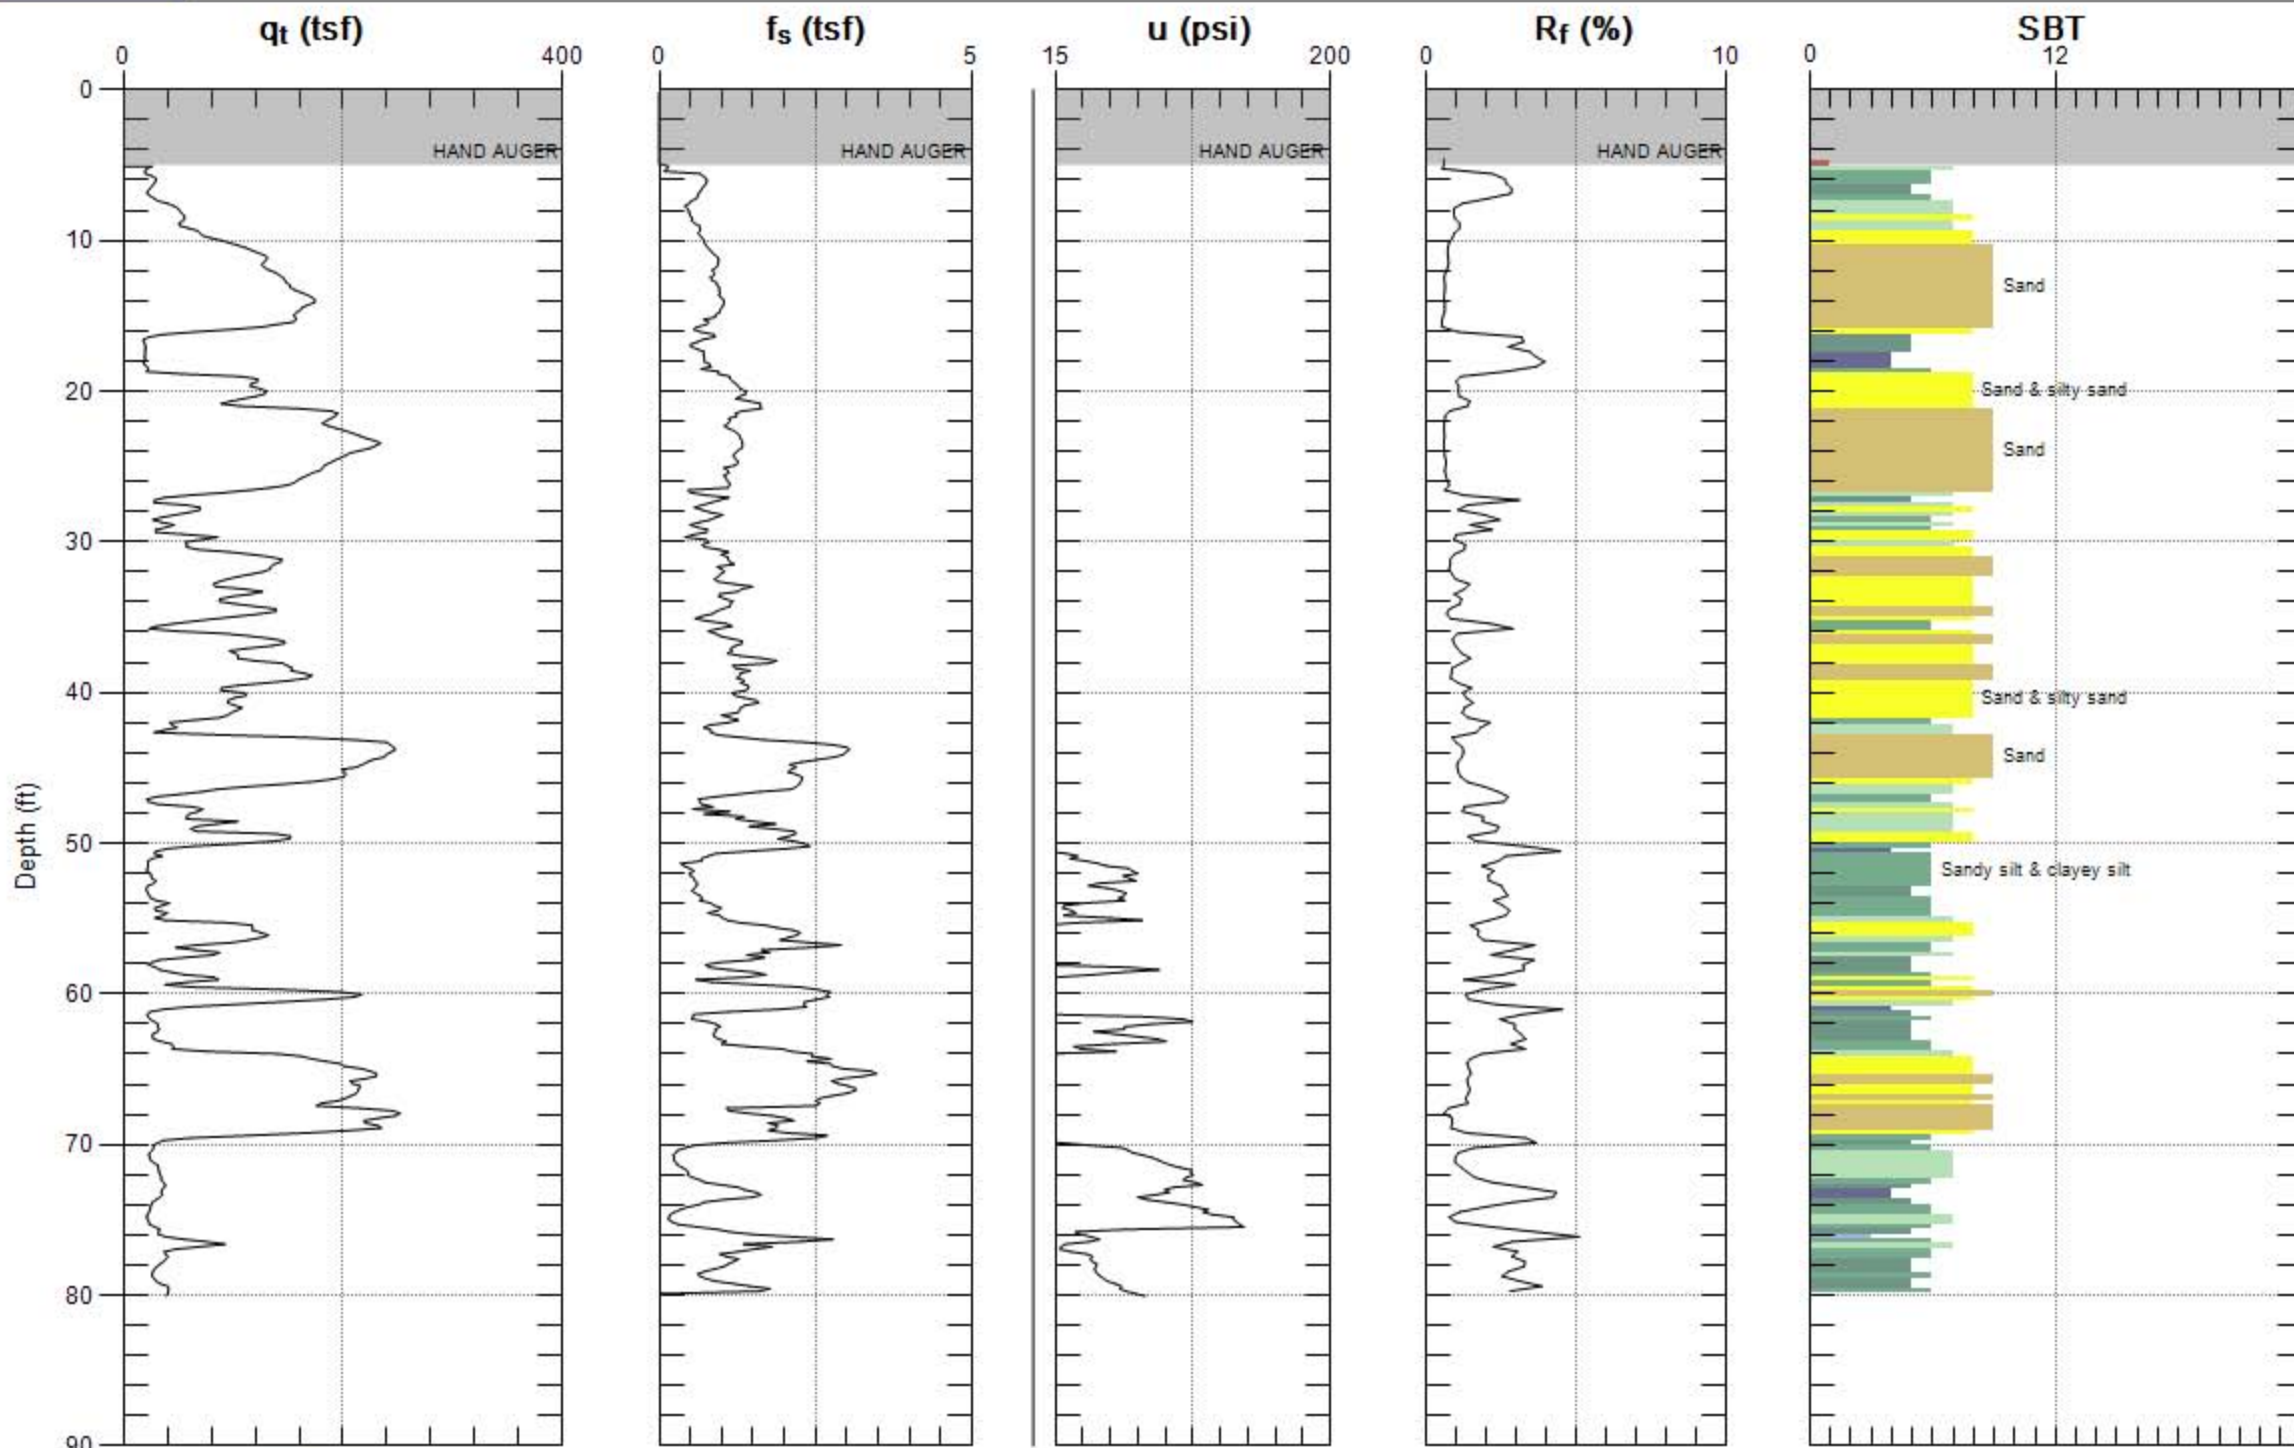 qt (tsf) fs (tsf) u (psi) Rf (%) SBT
0 400 0 5 15 200 0 10 0 12
0
HAND AUGER HAND AUGER HAND AUGER HAND AUGER
10
Sand
20 Sand & silty sand
Sand
30
40 Sand & silty sand
Sand
Depth (ft)
50
Sandy silt & clayey silt
60
70
80
90